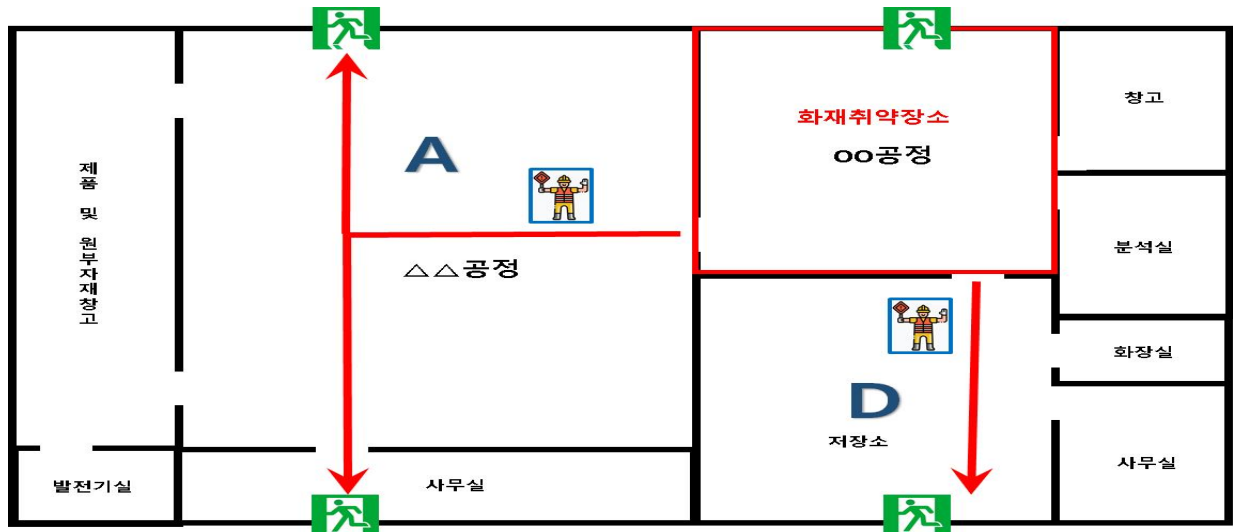 화재취약장소
OO공정
창고
A
제품 및 원부자재창고
분석실
△△공정
화장실
D
저장소
사무실
발전기실
사무실